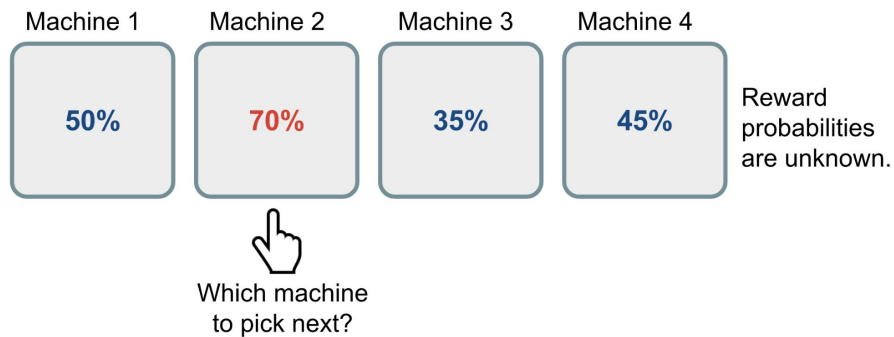 Machine 1
Machine 2
Machine 3
Machine 4
50%
70%
35%
45%
Reward
probabilities
are unknown.
Which machine
to pick next?